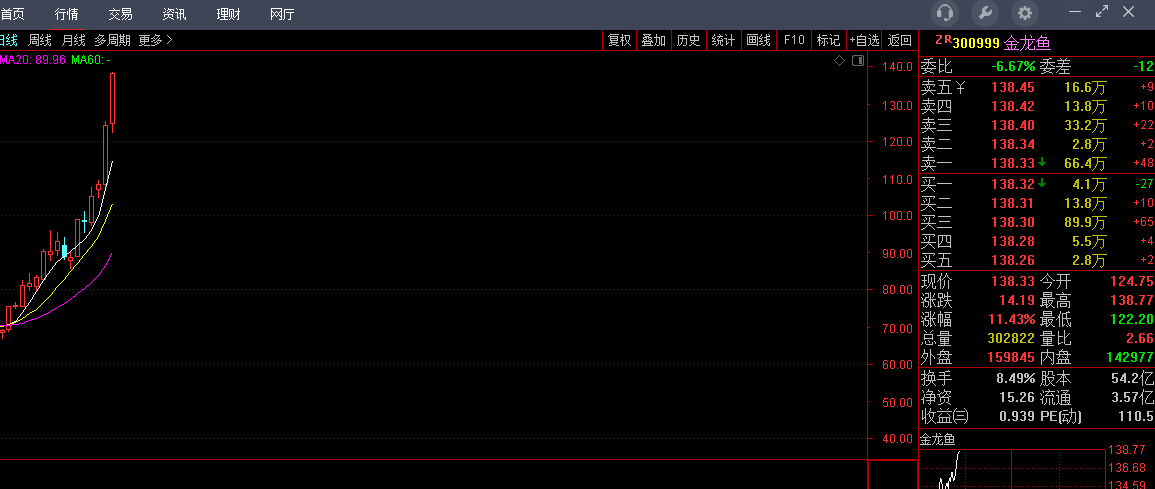 首页 行情 交易 资讯 理财 网厅
日线 周线 月线 多周期 更多 复权 叠加 历史 统计 画线 F10 标记 +自选 返回
MA20: 89.96 MA60: -
140.0
130.0
120.0
110.0
100.0
90.00
80.00
70.00
60.00
50.00
40.00
ZR 300999 金龙鱼
委比 -6.67% 委差 -12
卖五¥ 138.45 16.6万 +9
卖四 138.42 13.8万 +10
卖三 138.40 33.2万 +22
卖二 138.34 2.8万 +2
卖一 138.33 66.4万 +48
买一 138.32 4.1万 -27
买二 138.31 13.8万 +10
买三 138.30 89.9万 +65
买四 138.28 5.5万 +4
买五 138.26 2.8万 +2
现价 138.33 今开 124.75
涨跌 14.19 最高 138.77
涨幅 11.43% 最低 122.20
总量 302822 量比 2.66
外盘 159845 内盘 142977
换手 8.49% 股本 54.2亿
净资 15.26 流通 3.57亿
收益(三) 0.939 PE(动) 110.5
金龙鱼
138.77
136.68
134.59